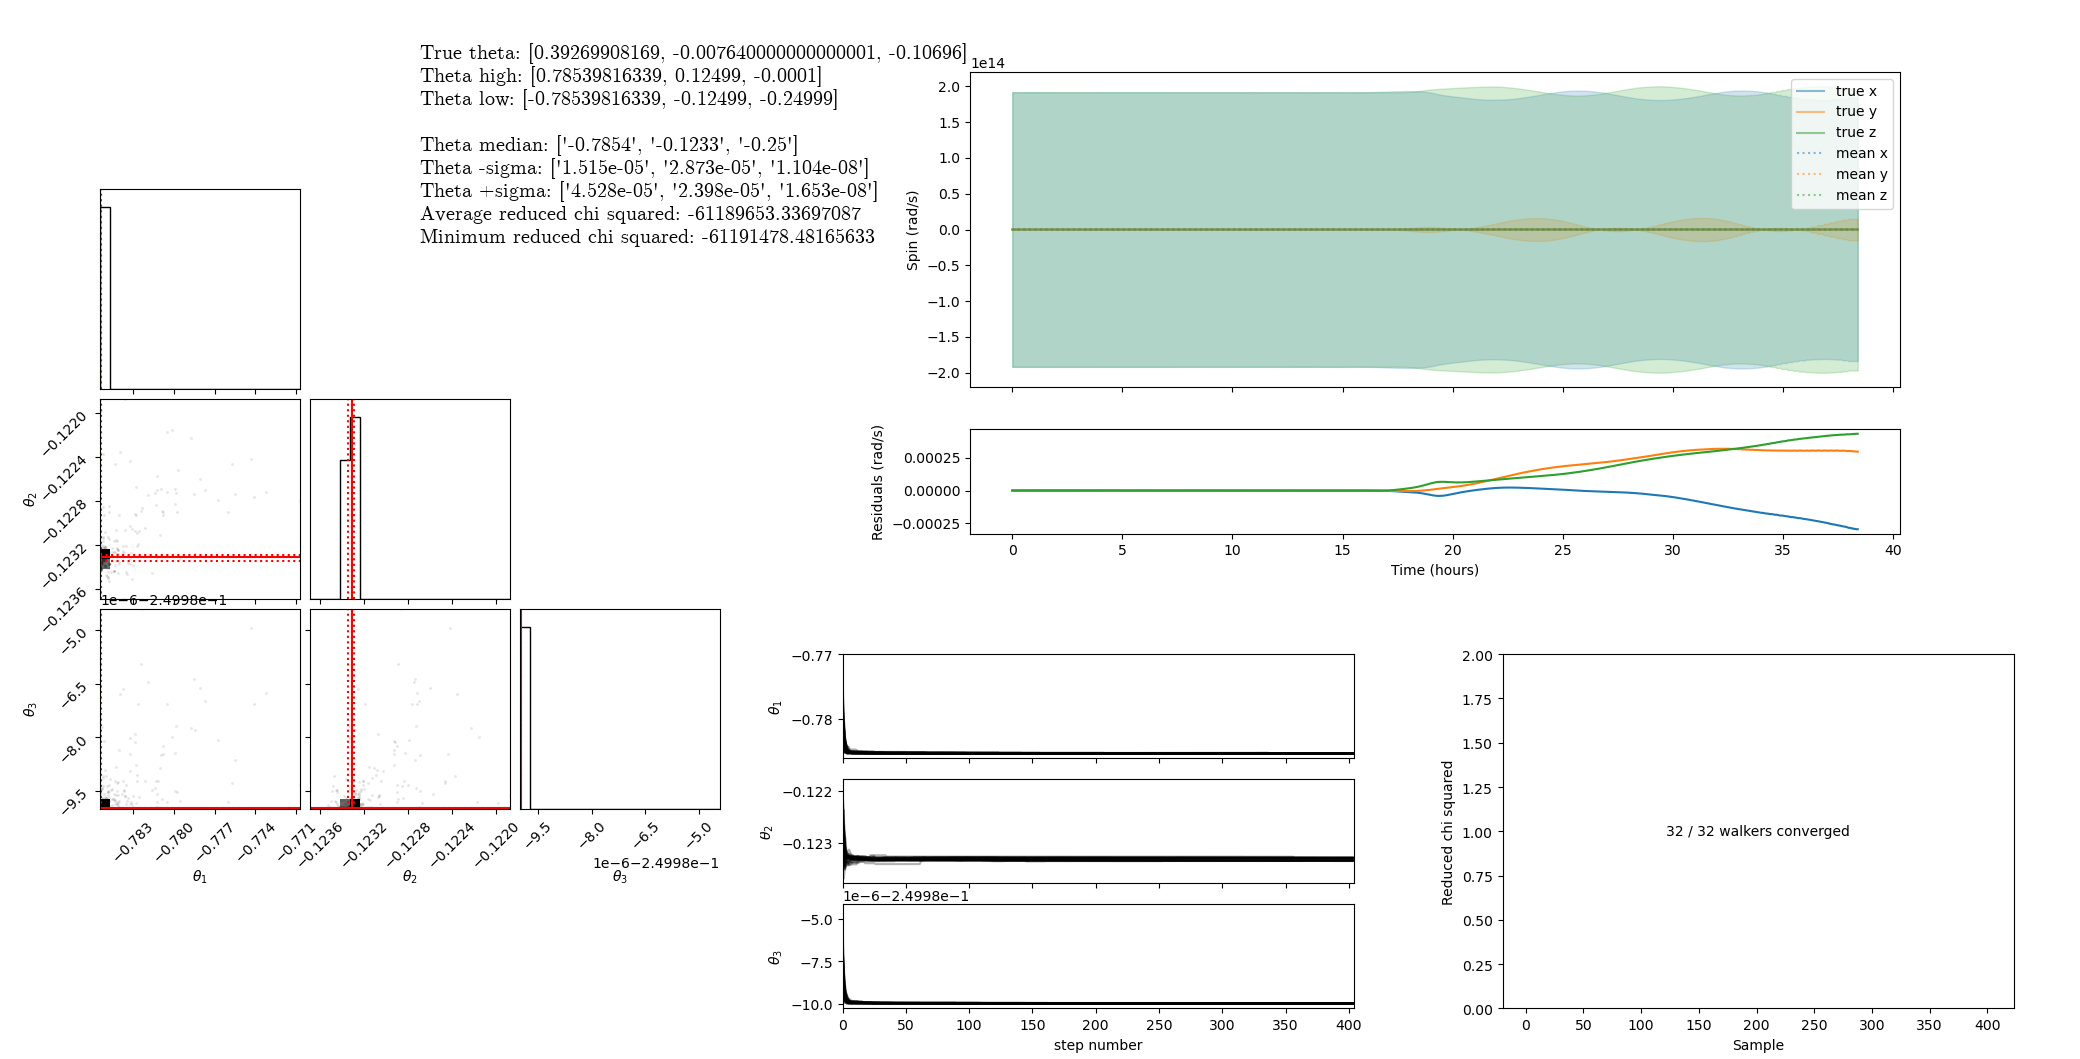 True theta: [0.39269908169, -0.007640000000000001, -0.10696]
Theta high: [0.78539816339, 0.12499, -0.0001]
Theta low: [-0.78539816339, -0.12499, -0.24999]
Theta median: ['-0.7854', '-0.1233', '-0.25']
Theta -sigma: ['1.515e-05', '2.873e-05', '1.104e-08']
Theta +sigma: ['4.528e-05', '2.398e-05', '1.653e-08']
Average reduced chi squared: -61189653.33697087
Minimum reduced chi squared: -61191478.48165633
1e14
2.0
1.5
1.0
0.5
0.0
−0.5
−1.0
−1.5
−2.0
Spin (rad/s)
true x
true y
true z
mean x
mean y
mean z
0.00025
0.00000
−0.00025
Residuals (rad/s)
0 5 10 15 20 25 30 35 40
Time (hours)
−0.1220
−0.1224
−0.1228
−0.1232
−0.1236
θ2
1e−6−2.4998e−1
−5.0
−6.5
−8.0
−9.5
θ3
−0.783 −0.780 −0.777 −0.774 −0.771
θ1
−0.1236 −0.1232 −0.1228 −0.1224 −0.1220
θ2
−9.5 −8.0 −6.5 −5.0
1e−6−2.4998e−1
θ3
−0.77
−0.78
θ1
−0.122
−0.123
θ2
1e−6−2.4998e−1
−5.0
−7.5
−10.0
θ3
0 50 100 150 200 250 300 350 400
step number
2.00
1.75
1.50
1.25
1.00
0.75
0.50
0.25
0.00
Reduced chi squared
32 / 32 walkers converged
0 50 100 150 200 250 300 350 400
Sample